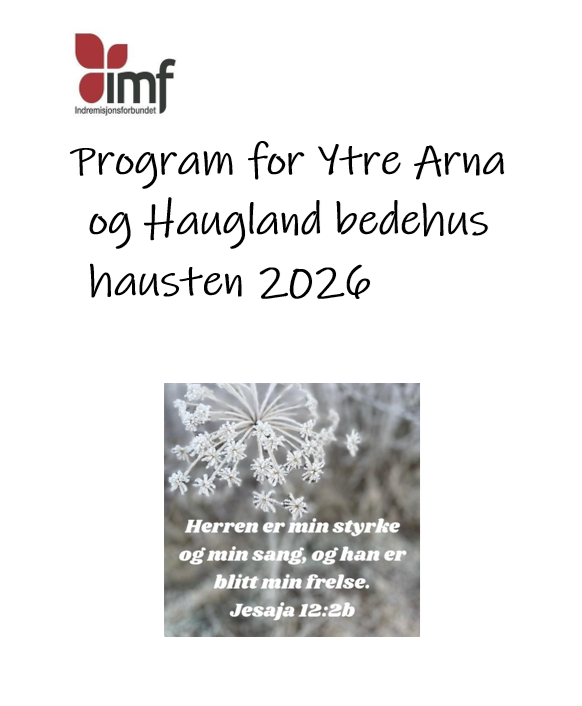 imf
Indremisjonsforbundet
Program for Ytre Arna
og Haugland bedehus
hausten 2026
Herren er min styrke
og min sang, og han er
blitt min frelse.
Jesaja 12:2b